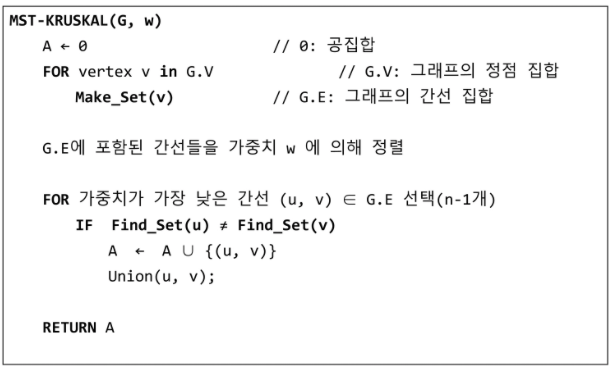 MST-KRUSKAL(G, w)
A ← 0 // 0: 공집합
FOR vertex v in G.V // G.V: 그래프의 정점 집합
Make_Set(v) // G.E: 그래프의 간선 집합
G.E에 포함된 간선들을 가중치 w 에 의해 정렬
FOR 가중치가 가장 낮은 간선 (u, v) ∈ G.E 선택(n-1개)
IF Find_Set(u) ≠ Find_Set(v)
A ← A ∪ {(u, v)}
Union(u, v);
RETURN A